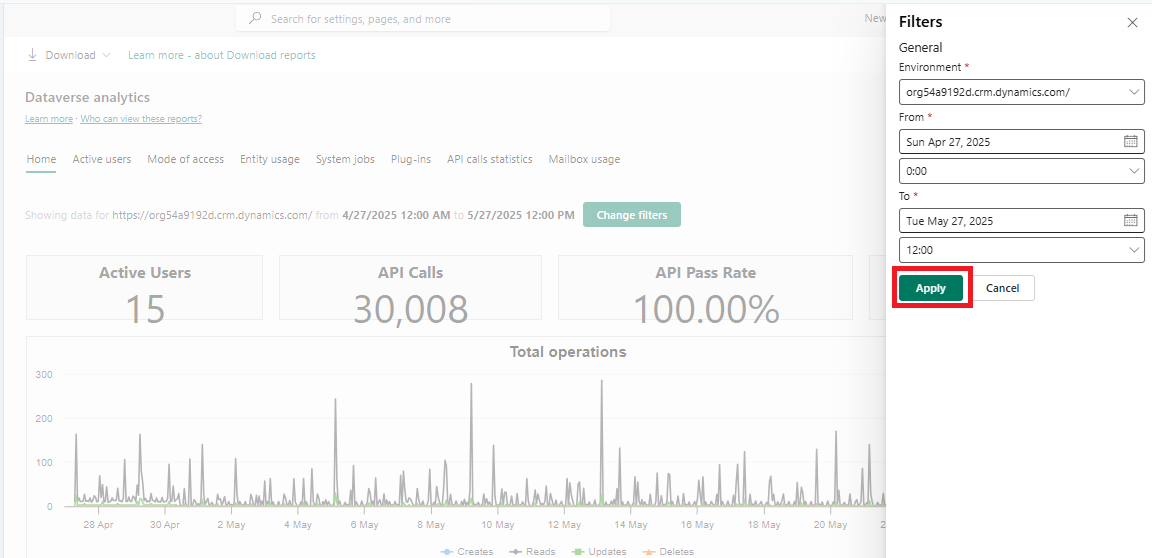 Search for settings, pages, and more
New
Download
Learn more - about Download reports
Dataverse analytics
Learn more · Who can view these reports?
Home Active users Mode of access Entity usage System jobs Plug-ins API calls statistics Mailbox usage
Showing data for https://org54a9192d.crm.dynamics.com/ from 4/27/2025 12:00 AM to 5/27/2025 12:00 PM Change filters
Active Users API Calls API Pass Rate
15 30,008 100.00%
Total operations
300
200
100
0
28 Apr 30 Apr 2 May 4 May 6 May 8 May 10 May 12 May 14 May 16 May 18 May 20 May 2
Creates Reads Updates Deletes
Filters
General
Environment *
org54a9192d.crm.dynamics.com/
From *
Sun Apr 27, 2025
0:00
To *
Tue May 27, 2025
12:00
Apply Cancel